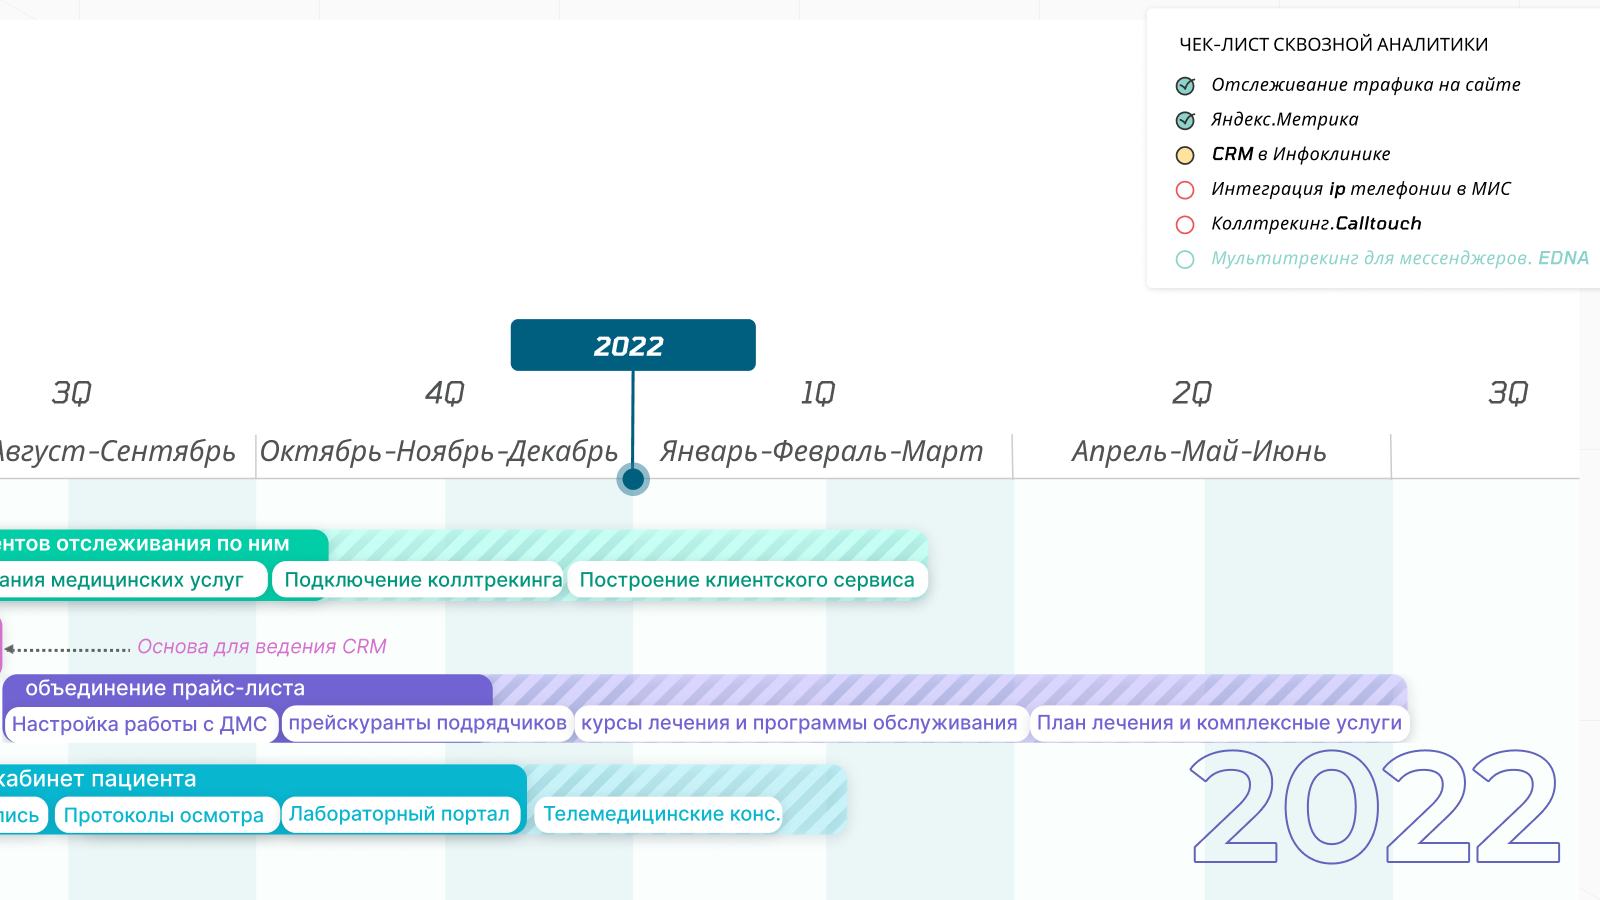 ЧЕК-ЛИСТ СКВОЗНОЙ АНАЛИТИКИ
Отслеживание трафика на сайте
Яндекс.Метрика
CRM в Инфоклинике
Интеграция ip телефонии в МИС
Коллтрекинг.Calltouch
Мультитрекинг для мессенджеров. EDNA
2022
3Q 4Q 1Q 2Q 3Q
Август-Сентябрь Октябрь-Ноябрь-Декабрь Январь-Февраль-Март Апрель-Май-Июнь
ентов отслеживания по ним
ания медицинских услуг Подключение коллтрекинга Построение клиентского сервиса
Основа для ведения CRM
объединение прайс-листа
Настройка работы с ДМС прейскуранты подрядчиков курсы лечения и программы обслуживания План лечения и комплексные услуги
кабинет пациента
пись Протоколы осмотра Лабораторный портал Телемедицинские конс.
2022